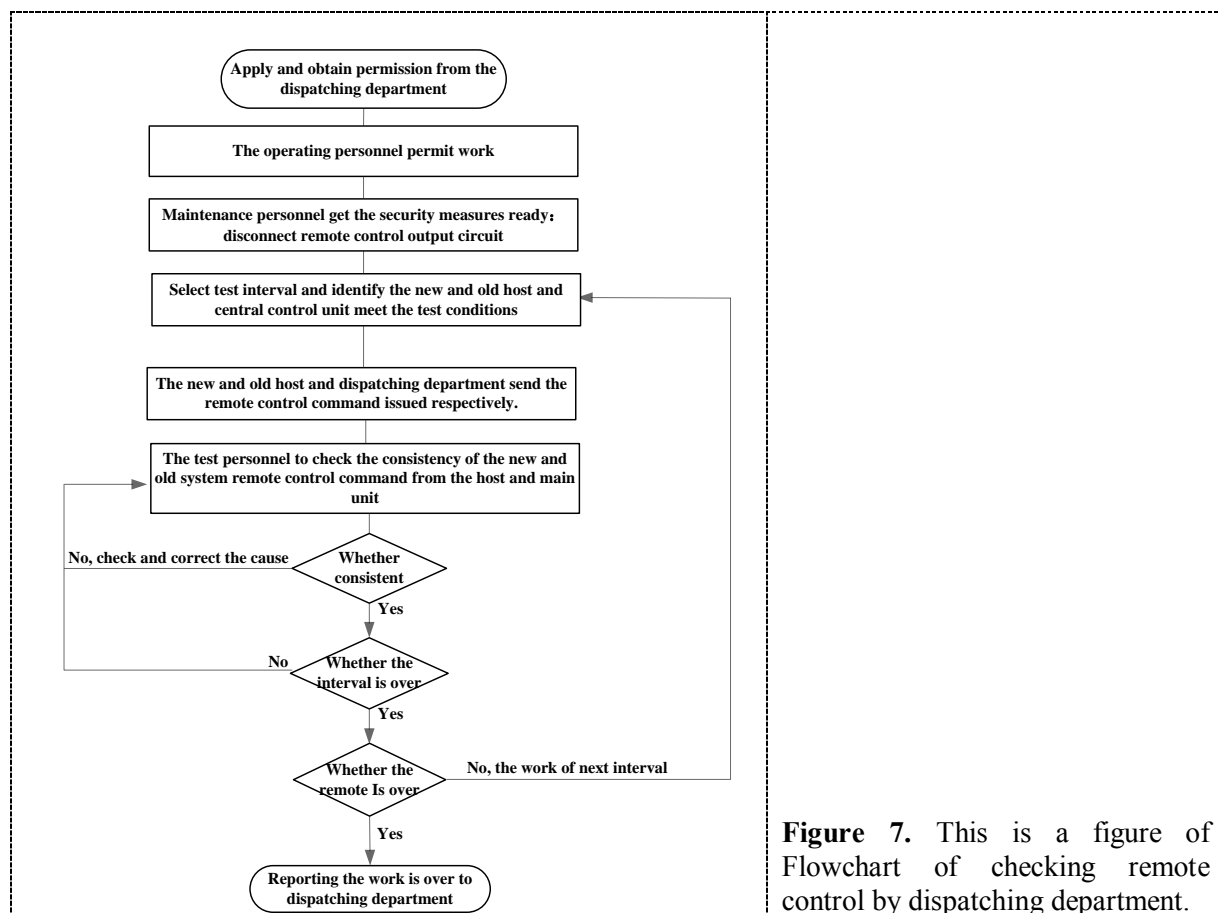 Apply and obtain permission from the
dispatching department
The operating personnel permit work
Maintenance personnel get the security measures ready；
disconnect remote control output circuit
Select test interval and identify the new and old host and
central control unit meet the test conditions
The new and old host and dispatching department send the
remote control command issued respectively.
The test personnel to check the consistency of the new and
old system remote control command from the host and main
unit
No, check and correct the cause
Whether
consistent
Yes
No
Whether the
interval is over
Yes
Whether the
remote Is over
No, the work of next interval
Yes
Reporting the work is over to
dispatching department
Figure 7. This is a figure of
Flowchart of checking remote
control by dispatching department.